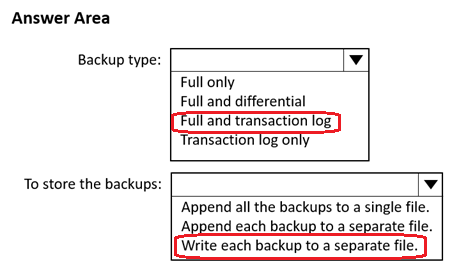 Answer Area
Backup type:
Full only
Full and differential
Full and transaction log
Transaction log only
To store the backups:
Append all the backups to a single file.
Append each backup to a separate file.
Write each backup to a separate file.